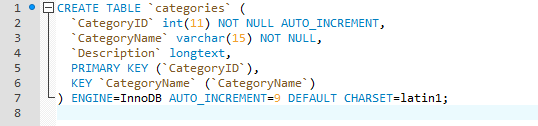 1 CREATE TABLE `categories` (
2 `CategoryID` int(11) NOT NULL AUTO_INCREMENT,
3 `CategoryName` varchar(15) NOT NULL,
4 `Description` longtext,
5 PRIMARY KEY (`CategoryID`),
6 KEY `CategoryName` (`CategoryName`)
7 ) ENGINE=InnoDB AUTO_INCREMENT=9 DEFAULT CHARSET=latin1;
8